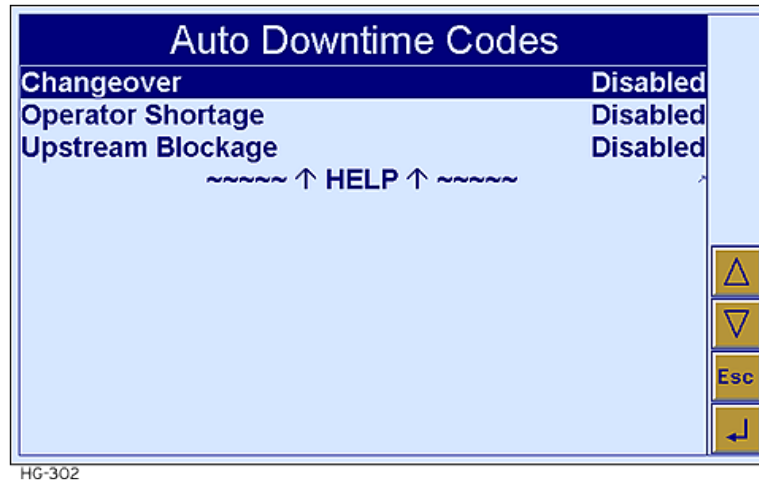 Auto Downtime Codes
Changeover Disabled
Operator Shortage Disabled
Upstream Blockage Disabled
~~~~~ ↑ HELP ↑ ~~~~~
Esc
HG-302